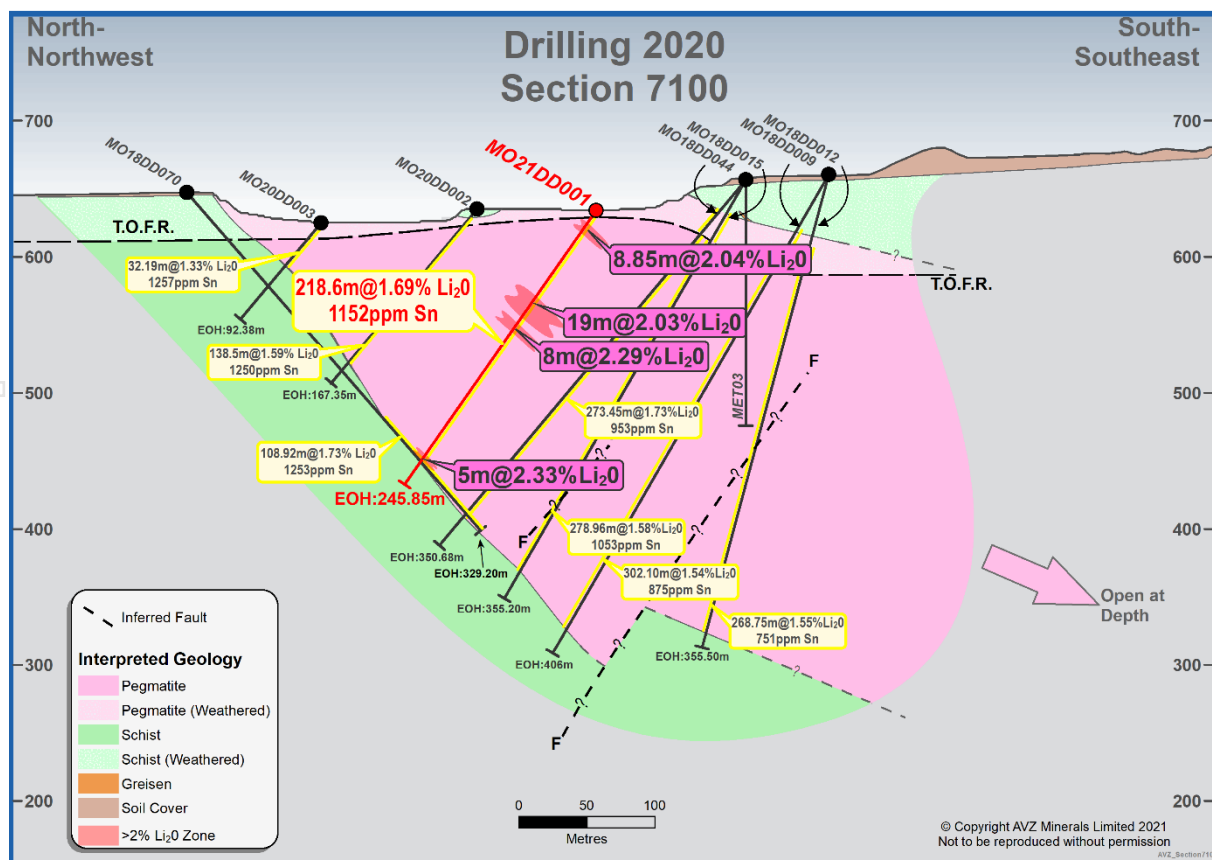 North-
Northwest
Drilling 2020
Section 7100
South-
Southeast
700
700
600
600
500
500
400
400
300
300
200
200
MO18DD070
MO20DD003
MO20DD002
MO21DD001
MO18DD044
MO18DD015
MO18DD009
MO18DD012
T.O.F.R.
T.O.F.R.
32.19m@1.33% Li₂0
1257ppm Sn
218.6m@1.69% Li₂0
1152ppm Sn
8.85m@2.04%Li₂0
19m@2.03%Li₂0
8m@2.29%Li₂0
EOH:92.38m
138.5m@1.59% Li₂0
1250ppm Sn
EOH:167.35m
273.45m@1.73%Li₂0
953ppm Sn
MET03
F
108.92m@1.73% Li₂0
1253ppm Sn
5m@2.33%Li₂0
EOH:245.85m
?
?
?
?
?
?
?
?
?
F
278.96m@1.58%Li₂0
1053ppm Sn
EOH:350.68m
EOH:329.20m
302.10m@1.54%Li₂0
875ppm Sn
EOH:355.20m
268.75m@1.55%Li₂0
751ppm Sn
EOH:406m
EOH:355.50m
F
Open at
Depth
Inferred Fault
Interpreted Geology
Pegmatite
Pegmatite (Weathered)
Schist
Schist (Weathered)
Greisen
Soil Cover
>2% Li₂0 Zone
0
50
100
Metres
© Copyright AVZ Minerals Limited 2021
Not to be reproduced without permission